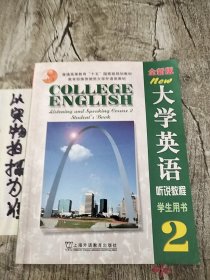 普通高等教育“十五”国家级规划教材
COLLEGE
ENGLISH
Listening and Speaking Course 2
Student's Book
全新版
New
大学英语
听说教程
学生用书
2
上海外语教育出版社
以实物拍摄为准